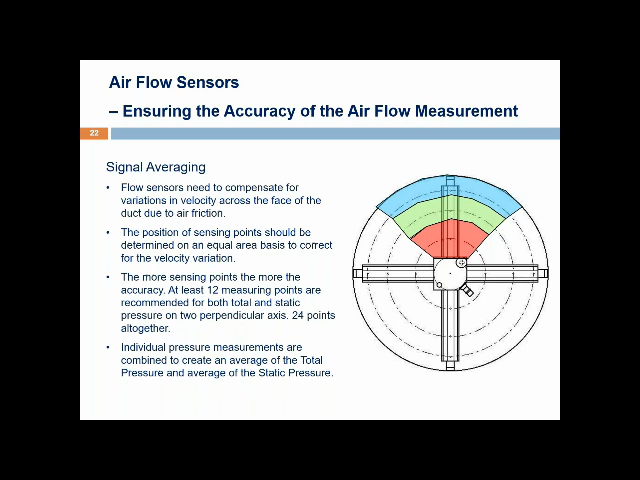 Air Flow Sensors
– Ensuring the Accuracy of the Air Flow Measurement
22
Signal Averaging
• Flow sensors need to compensate for
variations in velocity across the face of the
duct due to air friction.
• The position of sensing points should be
determined on an equal area basis to correct
for the velocity variation.
• The more sensing points the more the
accuracy. At least 12 measuring points are
recommended for both total and static
pressure on two perpendicular axis. 24 points
altogether.
• Individual pressure measurements are
combined to create an average of the Total
Pressure and average of the Static Pressure.